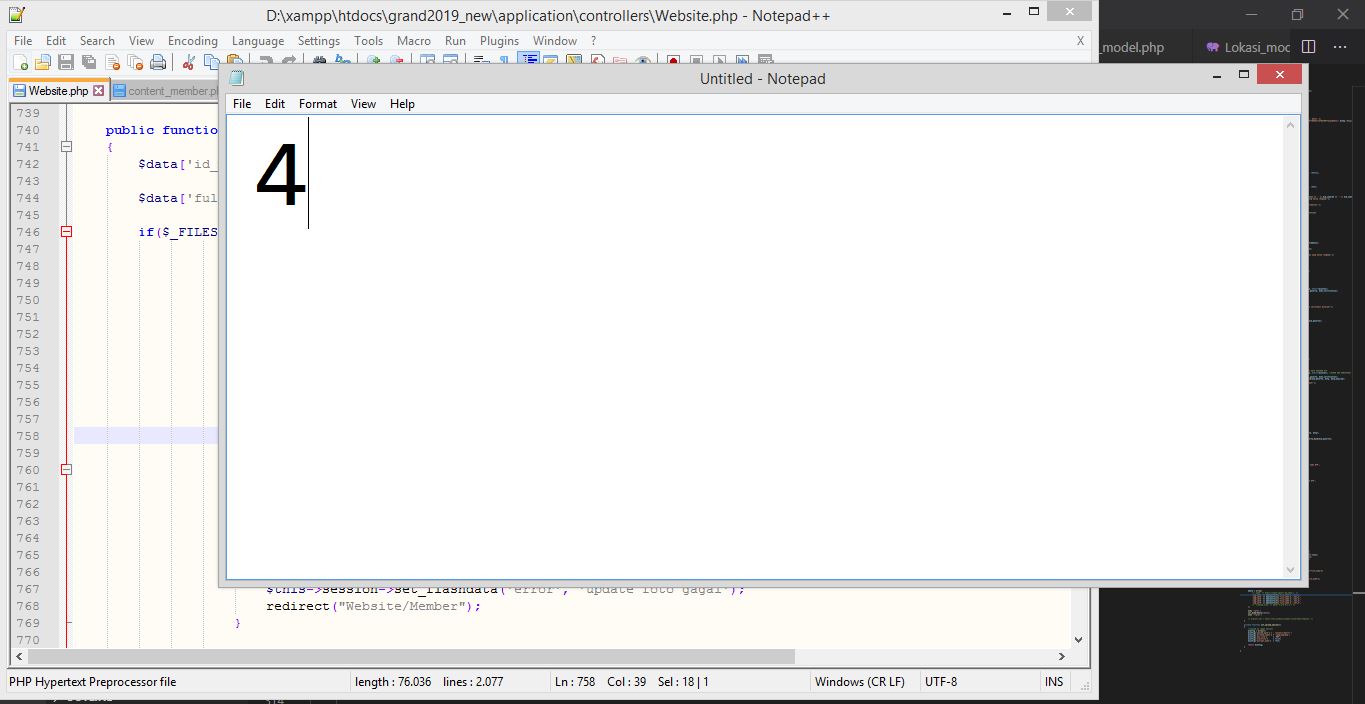 D:\xampp\htdocs\grand2019_new\application\controllers\Website.php - Notepad++
File Edit Search View Encoding Language Settings Tools Macro Run Plugins Window ? X
_model.php Lokasi_moc
Website.php content_member.p
Untitled - Notepad
File Edit Format View Help
4
739
740 public functio
741 {
742 $data['id_
743
744 $data['ful
745
746 if($_FILES
747
748
749
750
751
752
753
754
755
756
757
758
759
760
761
762
763
764
765
766
767 $this->session->set_flashdata('error', 'update foto gagal');
768 redirect("Website/Member");
769 }
770
PHP Hypertext Preprocessor file length : 76.036 lines : 2.077 Ln : 758 Col : 39 Sel : 18 | 1 Windows (CR LF) UTF-8 INS